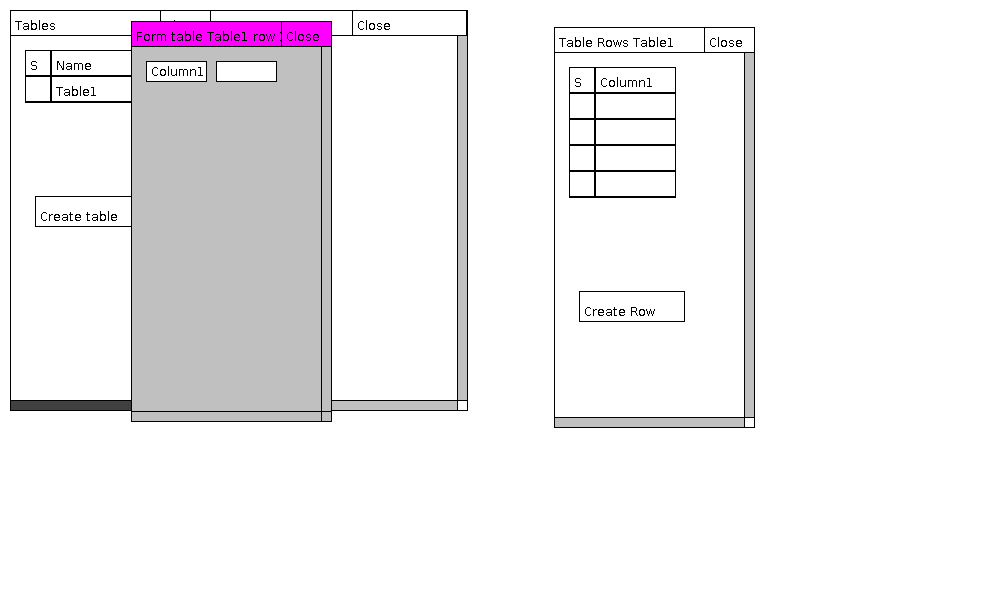 Tables
Close
S Name
Table1
Create table
Form table Table1 row
Close
Column1
Table Rows Table1
Close
S Column1
Create Row